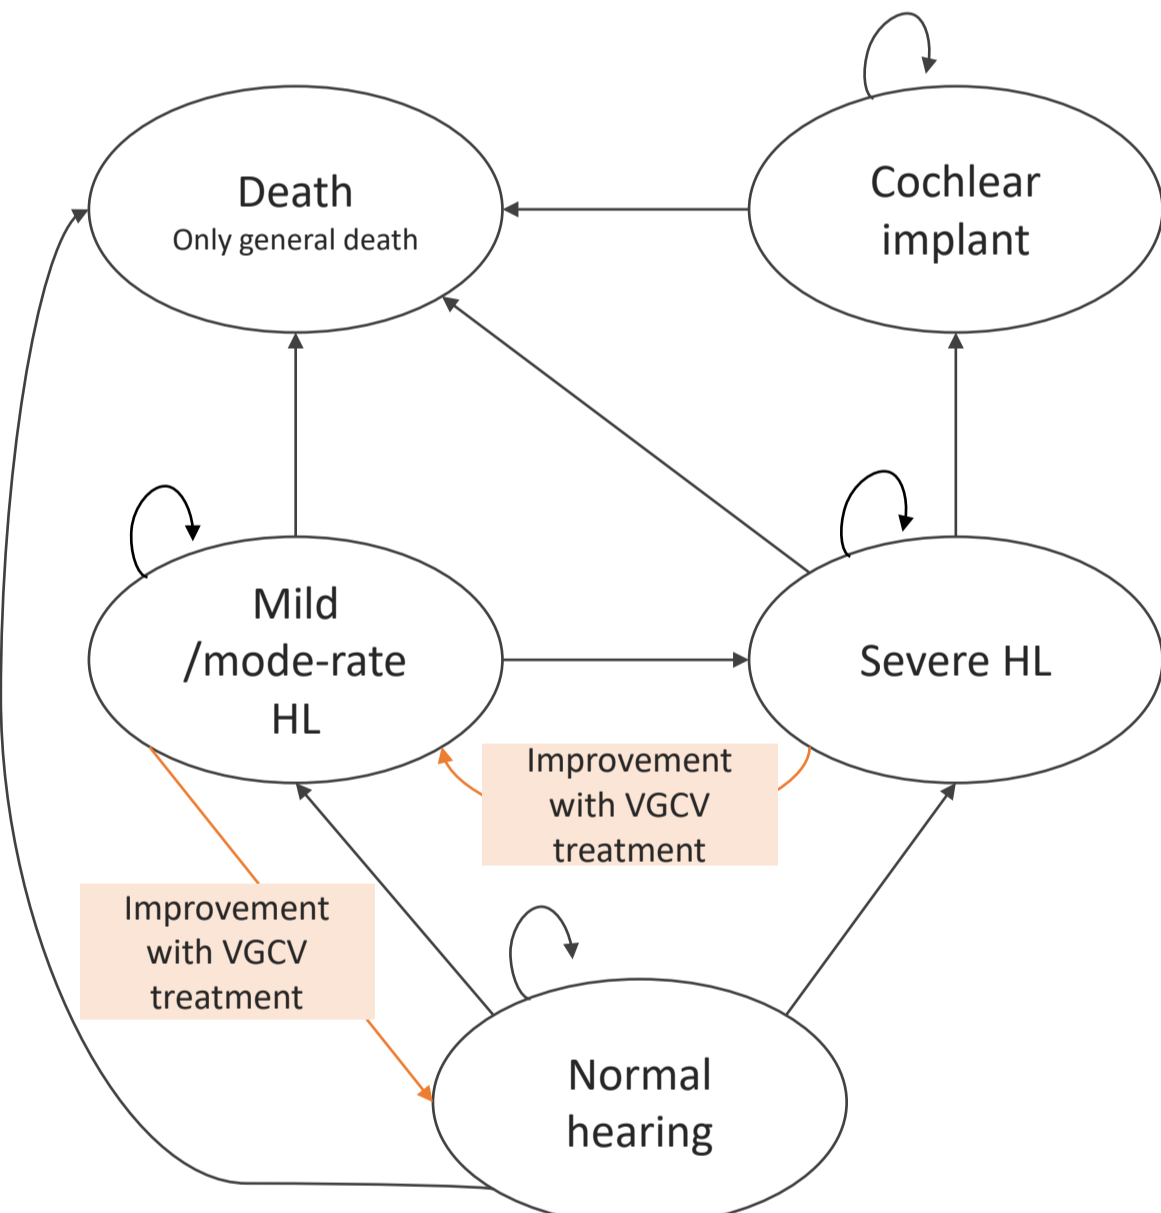 Death
Only general death
Cochlear
implant
Mild
/mode-rate
HL
Severe HL
Improvement
with VGCV
treatment
Improvement
with VGCV
treatment
Normal
hearing